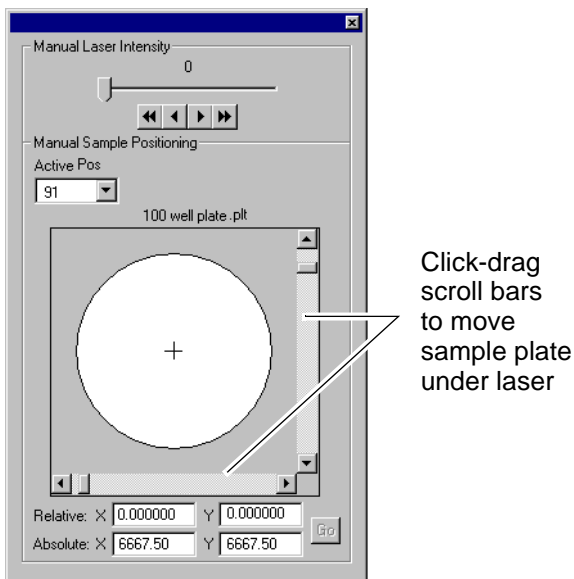 Manual Laser Intensity
0
Manual Sample Positioning
Active Pos
91
100 well plate .plt
Click-drag
scroll bars
to move
sample plate
under laser
Relative: X 0.000000 Y 0.000000
Go
Absolute: X 6667.50 Y 6667.50